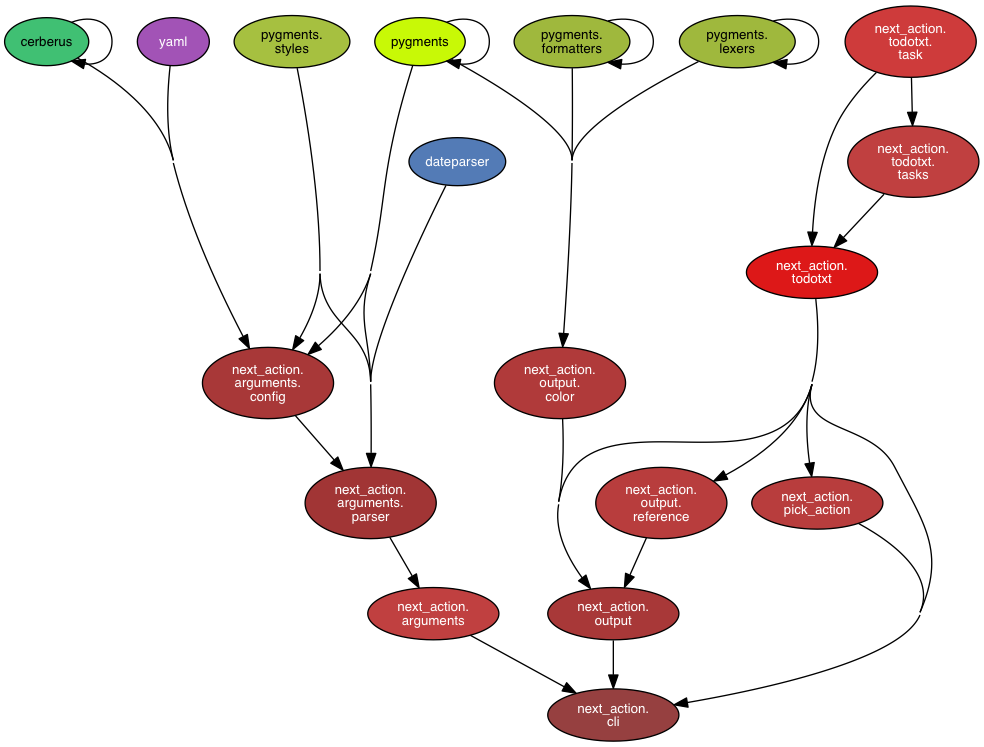 cerberus
yaml
pygments.
styles
pygments
pygments.
formatters
pygments.
lexers
next_action.
todotxt.
task
dateparser
next_action.
todotxt.
tasks
next_action.
todotxt
next_action.
arguments.
config
next_action.
output.
color
next_action.
arguments.
parser
next_action.
output.
reference
next_action.
pick_action
next_action.
arguments
next_action.
output
next_action.
cli